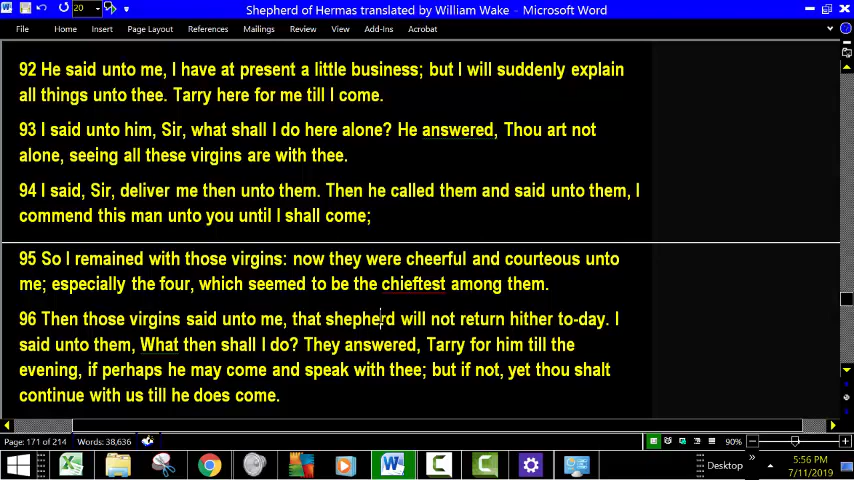 Shepherd of Hermas translated by William Wake - Microsoft Word
20
File Home Insert Page Layout References Mailings Review View Add-Ins Acrobat
92 He said unto me, I have at present a little business; but I will suddenly explain
all things unto thee. Tarry here for me till I come.
93 I said unto him, Sir, what shall I do here alone? He answered, Thou art not
alone, seeing all these virgins are with thee.
94 I said, Sir, deliver me then unto them. Then he called them and said unto them, I
commend this man unto you until I shall come;
95 So I remained with those virgins: now they were cheerful and courteous unto
me; especially the four, which seemed to be the chieftest among them.
96 Then those virgins said unto me, that shepherd will not return hither to-day. I
said unto them, What then shall I do? They answered, Tarry for him till the
evening, if perhaps he may come and speak with thee; but if not, yet thou shalt
continue with us till he does come.
Page: 171 of 214 Words: 38,636 90%
Desktop 5:56 PM
7/11/2019